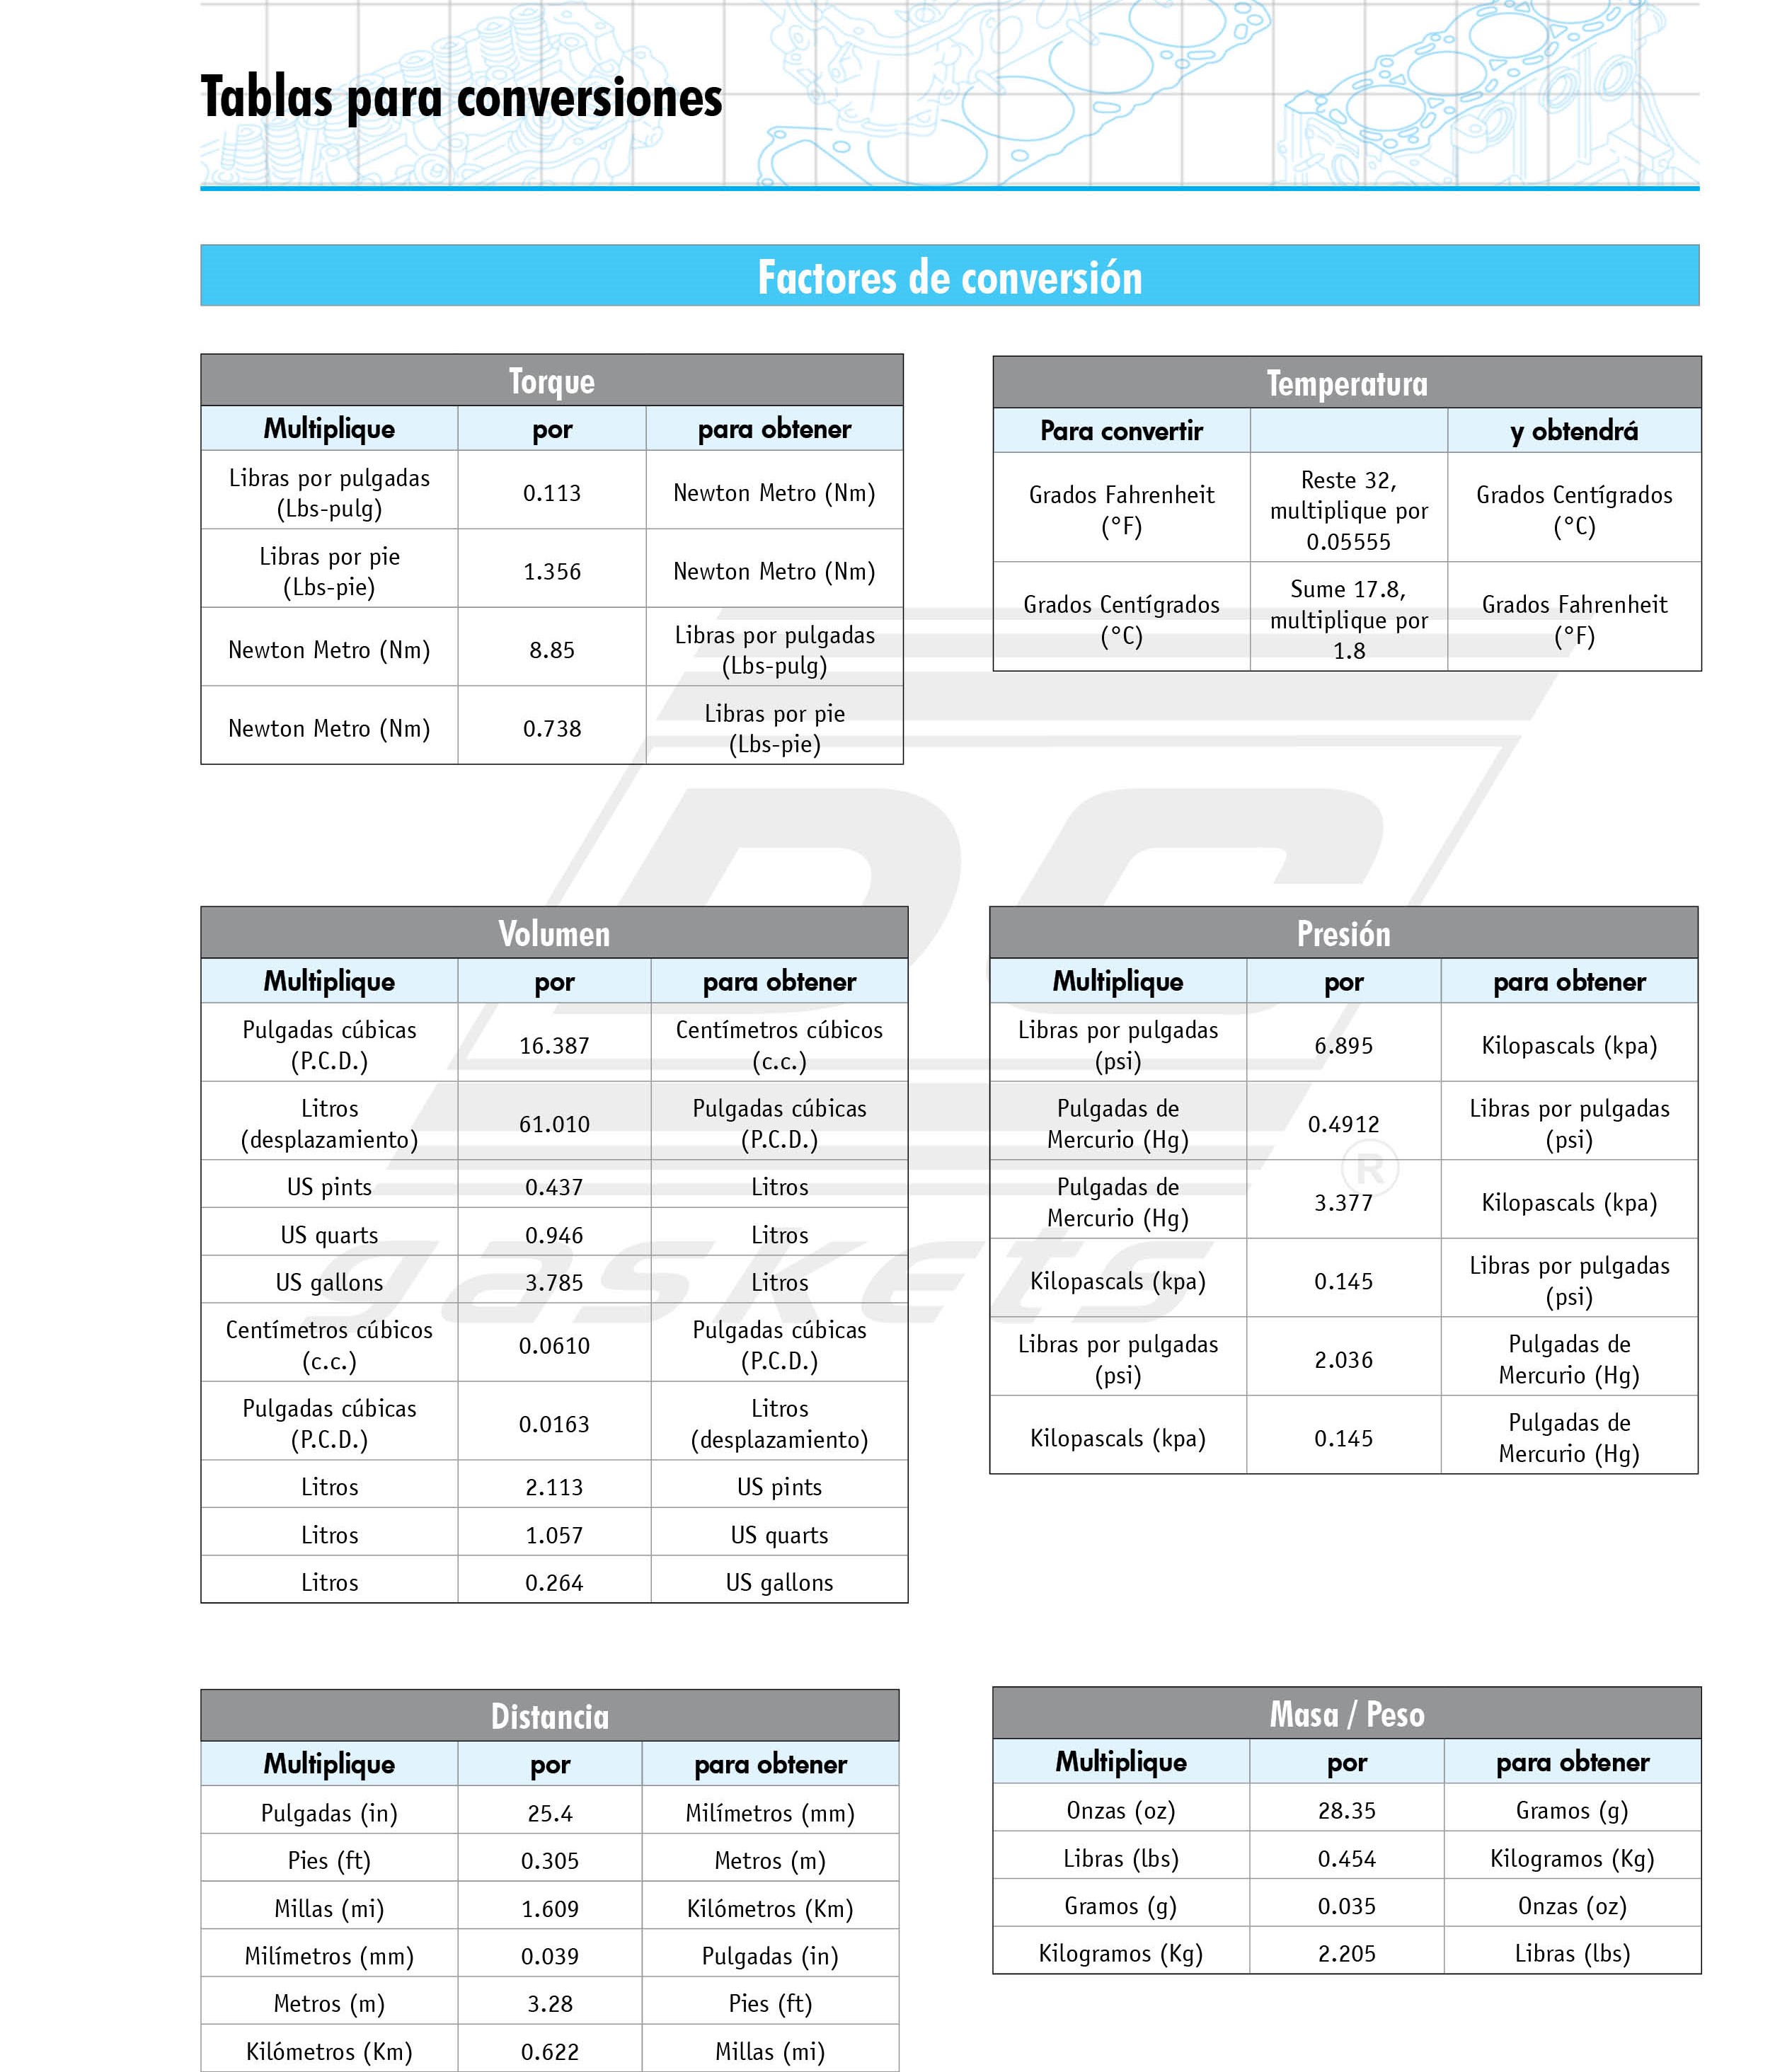 Tablas para conversiones
Factores de conversión
Torque
Multiplique por para obtener
Libras por pulgadas
(Lbs-pulg) 0.113 Newton Metro (Nm)
Libras por pie
(Lbs-pie) 1.356 Newton Metro (Nm)
Newton Metro (Nm) 8.85 Libras por pulgadas
(Lbs-pulg)
Newton Metro (Nm) 0.738 Libras por pie
(Lbs-pie)
Temperatura
Para convertir y obtendrá
Grados Fahrenheit
(°F)
Reste 32,
multiplique por
0.05555
Grados Centígrados
(°C)
Grados Centígrados
(°C)
Sume 17.8,
multiplique por
1.8
Grados Fahrenheit
(°F)
Volumen
Multiplique por para obtener
Pulgadas cúbicas
(P.C.D.)
16.387
Centímetros cúbicos
(c.c.)
Litros
(desplazamiento)
61.010
Pulgadas cúbicas
(P.C.D.)
US pints 0.437 Litros
US quarts 0.946 Litros
US gallons 3.785 Litros
Centímetros cúbicos
(c.c.)
0.0610
Pulgadas cúbicas
(P.C.D.)
Pulgadas cúbicas
(P.C.D.)
0.0163
Litros
(desplazamiento)
Litros 2.113 US pints
Litros 1.057 US quarts
Litros 0.264 US gallons
Presión
Multiplique por para obtener
Libras por pulgadas
(psi)
6.895
Kilopascals (kpa)
Pulgadas de
Mercurio (Hg)
0.4912
Libras por pulgadas
(psi)
Pulgadas de
Mercurio (Hg)
3.377
Kilopascals (kpa)
Kilopascals (kpa)
0.145
Libras por pulgadas
(psi)
Libras por pulgadas
(psi)
2.036
Pulgadas de
Mercurio (Hg)
Kilopascals (kpa)
0.145
Pulgadas de
Mercurio (Hg)
Distancia
Multiplique por para obtener
Pulgadas (in) 25.4 Milímetros (mm)
Pies (ft) 0.305 Metros (m)
Millas (mi) 1.609 Kilómetros (Km)
Milímetros (mm) 0.039 Pulgadas (in)
Metros (m) 3.28 Pies (ft)
Kilómetros (Km) 0.622 Millas (mi)
Masa / Peso
Multiplique por para obtener
Onzas (oz) 28.35 Gramos (g)
Libras (lbs) 0.454 Kilogramos (Kg)
Gramos (g) 0.035 Onzas (oz)
Kilogramos (Kg) 2.205 Libras (lbs)
DC
gaskets
®